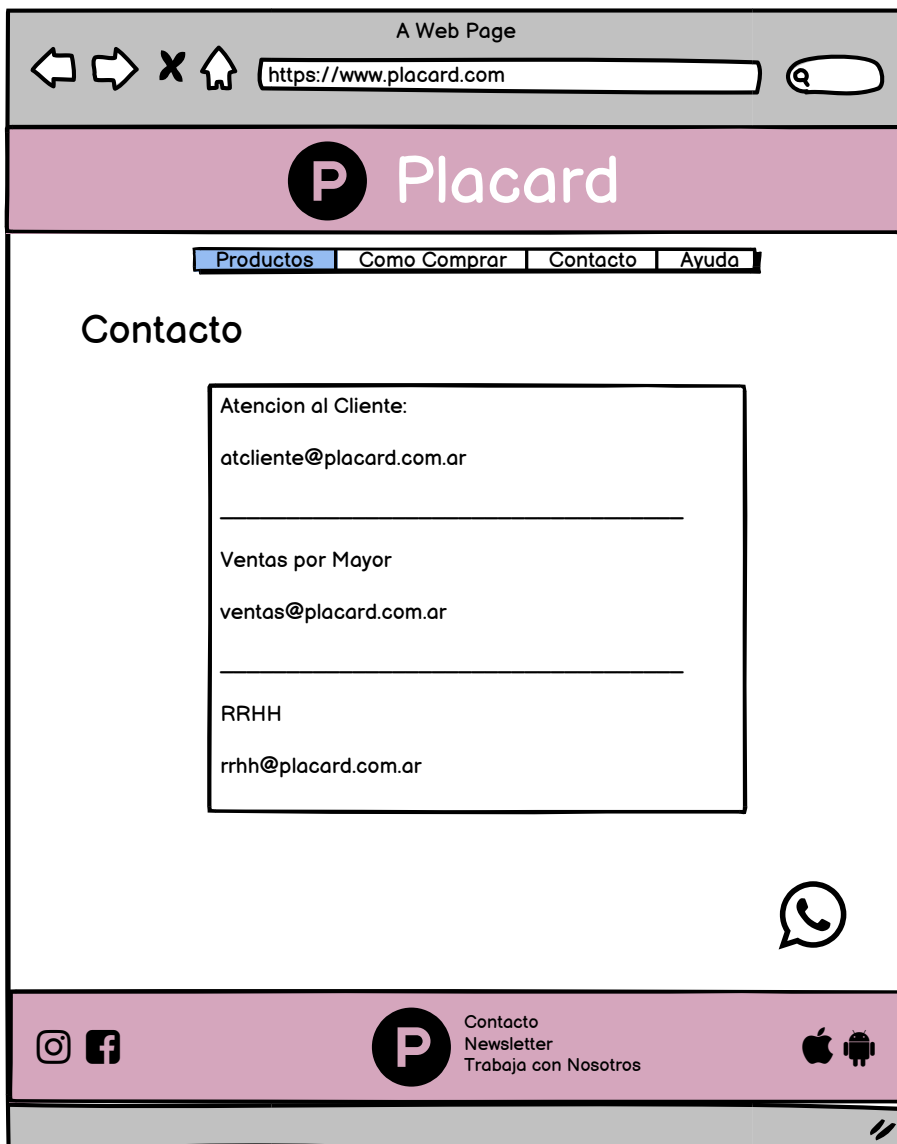 A Web Page
https://www.placard.com
P Placard
Productos Como Comprar Contacto Ayuda
Contacto
Atencion al Cliente:
atcliente@placard.com.ar
Ventas por Mayor
ventas@placard.com.ar
RRHH
rrhh@placard.com.ar
P
Contacto
Newsletter
Trabaja con Nosotros